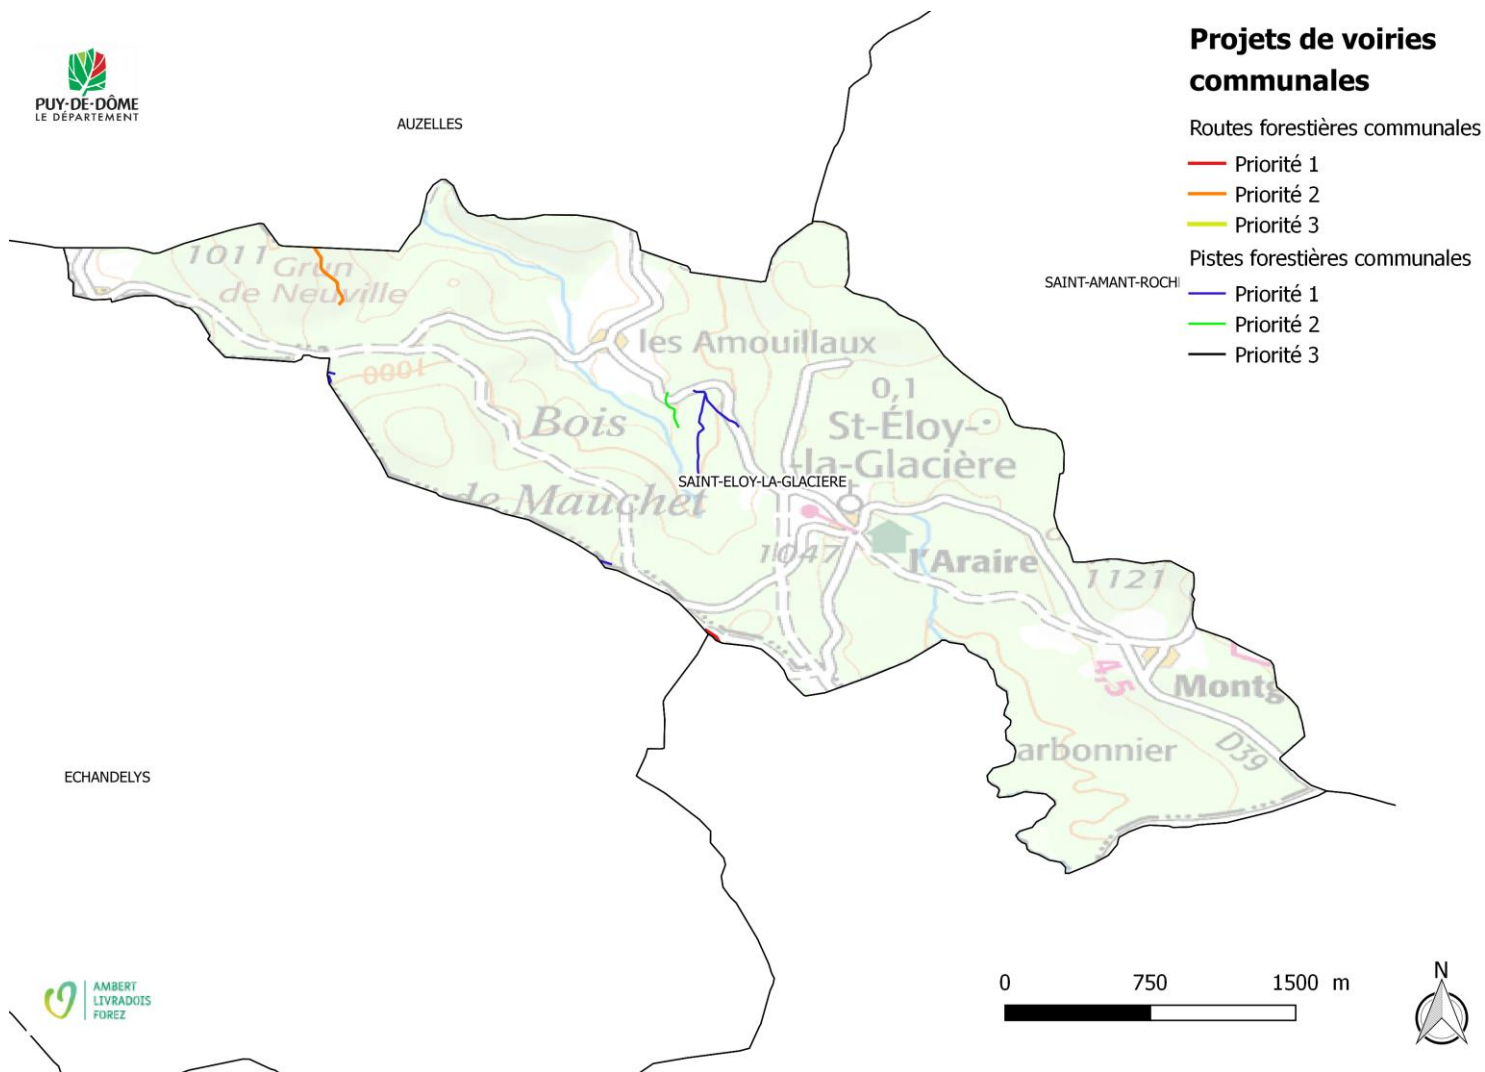 Projets de voiries
communales
PUY-DE-DÔME
LE DÉPARTEMENT
AUZELLES
Routes forestières communales
Priorité 1
Priorité 2
Priorité 3
Pistes forestières communales
Priorité 1
Priorité 2
Priorité 3
1011
Grun
de Neuville
SAINT-AMANT-ROCH
les Amouillaux
1000
0,1
Bois
St-Éloy-
-la-Glacière
SAINT-ELOY-LA-GLACIERE
de Mauchet
1047
l'Araire
1121
4,5
Montg
arbonnier
D39
ECHANDELYS
AMBERT
LIVRADOIS
FOREZ
0 750 1500 m
N